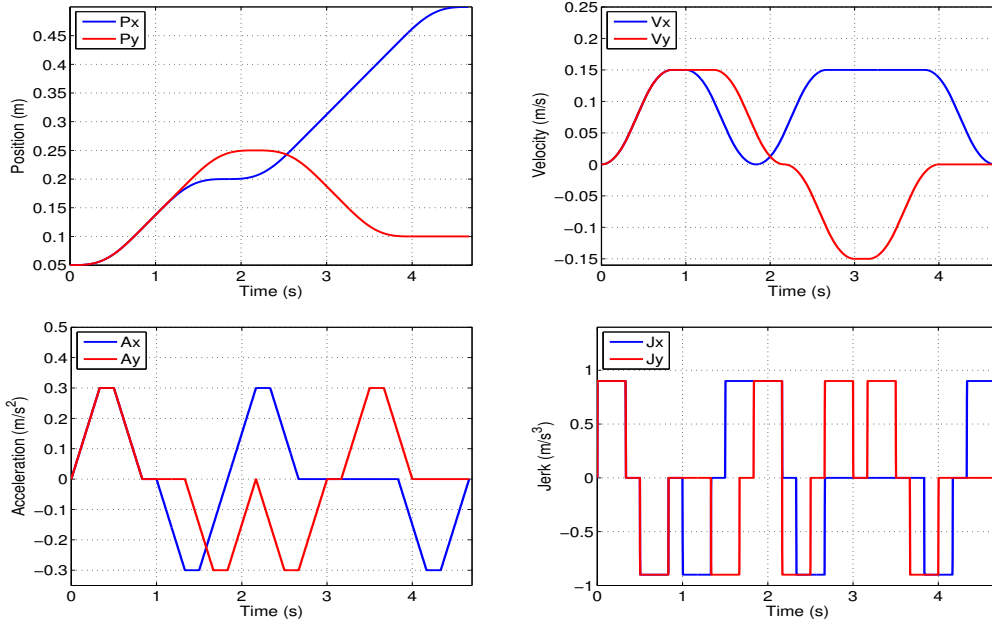 Position (m)
0.45
0.4
0.35
0.3
0.25
0.2
0.15
0.1
0.05
Px
Py
0 1 2 3 4
Time (s)
Velocity (m/s)
0.25
0.2
0.15
0.1
0.05
0
−0.05
−0.1
−0.15
Vx
Vy
0 1 2 3 4
Time (s)
Acceleration (m/s²)
0.5
0.4
0.3
0.2
0.1
0
−0.1
−0.2
−0.3
Ax
Ay
0 1 2 3 4
Time (s)
Jerk (m/s³)
1
0.5
0
−0.5
−1
Jx
Jy
0 1 2 3 4
Time (s)